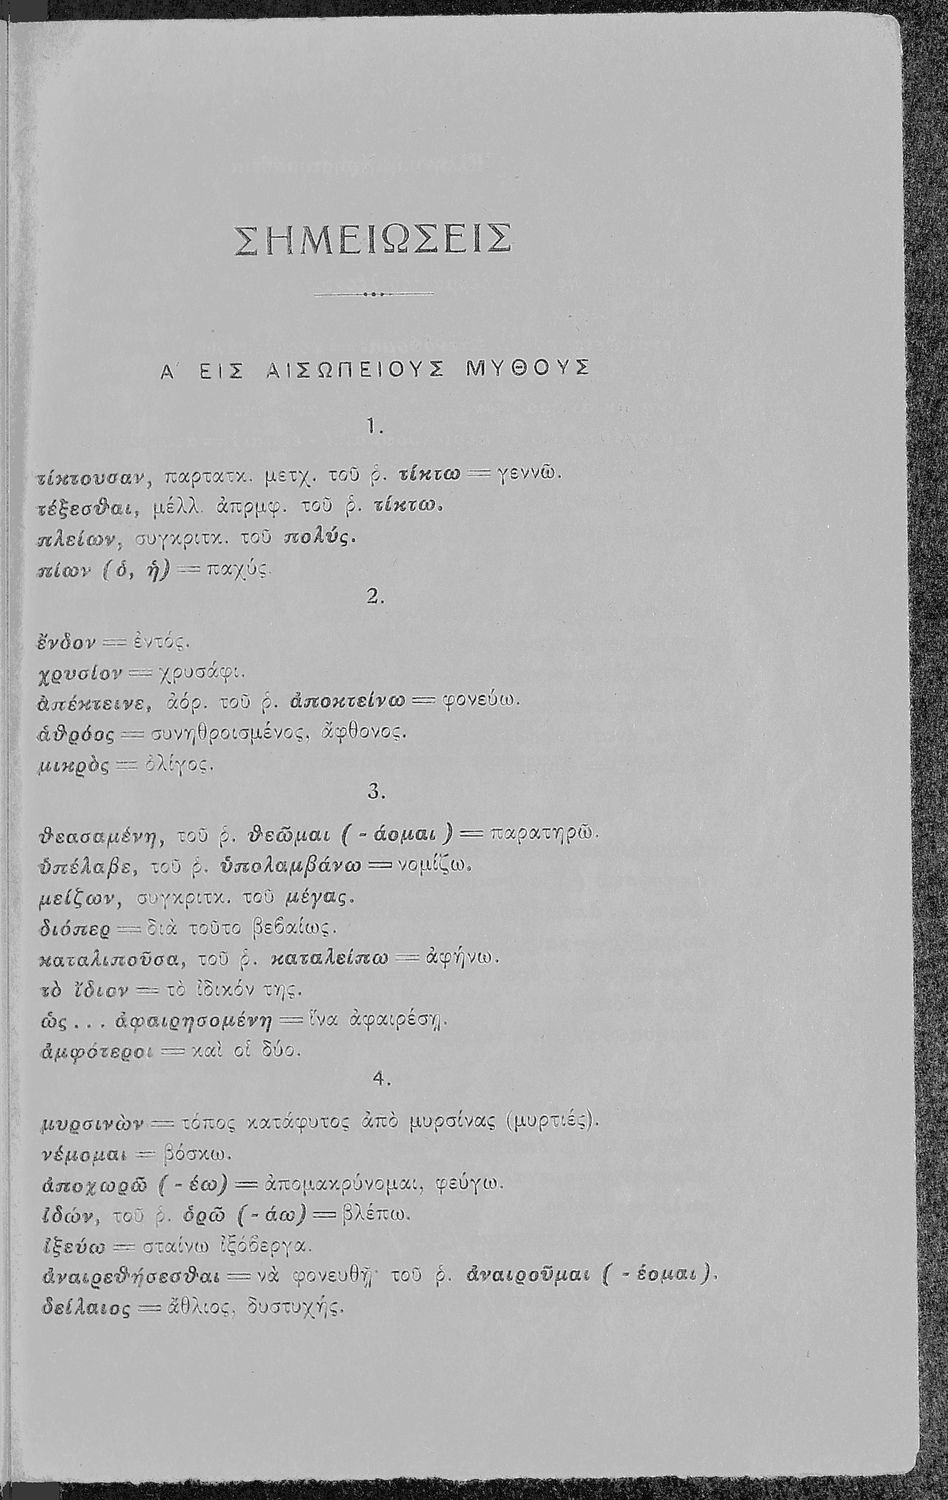 ΣΗΜΕΙΩΣΕΙΣ
Α΄ ΕΙΣ ΑΙΣΩΠΕΙΟΥΣ ΜΥΘΟΥΣ
1.
τίκτουσαν, παρτατκ. μετχ. τοῦ ῥ. τίκτω = γεννῶ.
τέξεσθαι, μέλλ. ἀπρμφ. τοῦ ῥ. τίκτω.
πλείων, συγκριτκ. τοῦ πολύς.
πίων (ὁ, ἡ) = παχύς.
2.
ἔνδον = ἐντός.
χρυσίον = χρυσάφι.
ἀπέκτεινε, ἀόρ. τοῦ ῥ. ἀποκτείνω = φονεύω.
ἁθρόος = συνηθροισμένος, ἄφθονος.
μικρὸς = ὀλίγος.
3.
θεασαμένη, τοῦ ῥ. θεῶμαι ( - άομαι ) = παρατηρῶ.
ὑπέλαβε, τοῦ ῥ. ὑπολαμβάνω = νομίζω.
μείζων, συγκριτκ. τοῦ μέγας.
διόπερ = διὰ τοῦτο βεβαίως.
καταλιποῦσα, τοῦ ῥ. καταλείπω = ἀφήνω.
τὸ ἴδιον = τὸ ἰδικόν της.
ὡς . . . ἀφαιρησομένη = ἵνα ἀφαιρέσῃ.
ἀμφότεροι = καὶ οἱ δύο.
4.
μυρσινὼν = τόπος κατάφυτος ἀπὸ μυρσίνας (μυρτιές).
νέμομαι = βόσκω.
ἀποχωρῶ ( - έω) = ἀπομακρύνομαι, φεύγω.
ἰδών, τοῦ ῥ. ὁρῶ (- άω) = βλέπω.
ἰξεύω = σταίνω ἰξόβεργα.
ἀναιρεθήσεσθαι = νὰ φονευθῇ· τοῦ ῥ. ἀναιροῦμαι ( - έομαι).
δείλαιος = ἄθλιος, δυστυχής.